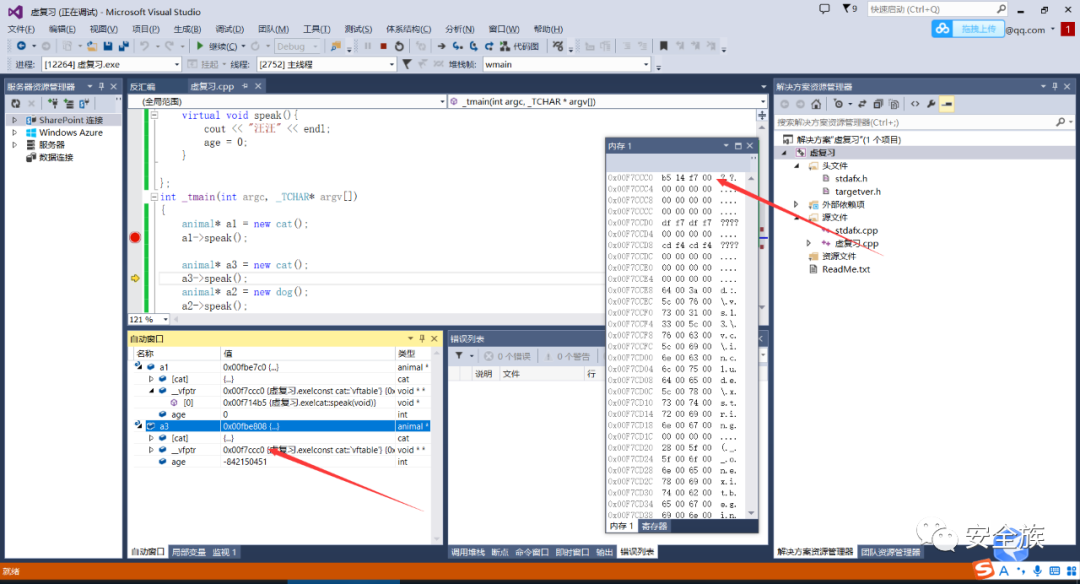 虚复习 (正在调试) - Microsoft Visual Studio
9
快速启动 (Ctrl+Q)
文件(F) 编辑(E) 视图(V) 项目(P) 生成(B) 调试(D) 团队(M) 工具(T) 测试(S) 体系结构(C) 分析(N) 窗口(W) 帮助(H)
拖拽上传
@qq.com
1
继续(C)
Debug
代码图
进程: [12264] 虚复习.exe
挂起
线程: [2752] 主线程
堆栈帧: wmain
服务器资源管理器
SharePoint 连接
Windows Azure
服务器
数据连接
反汇编
虚复习.cpp
(全局范围)
_tmain(int argc, _TCHAR * argv[])
virtual void speak(){
cout << "汪汪" << endl;
age = 0;
}
};
int _tmain(int argc, _TCHAR* argv[])
{
animal* a1 = new cat();
a1->speak();
animal* a3 = new cat();
a3->speak();
animal* a2 = new dog();
a2->speak();
121 %
内存 1
0x00F7CCC0 b5 14 f7 00 ?.?.
0x00F7CCC4 00 00 00 00 ....
0x00F7CCC8 00 00 00 00 ....
0x00F7CCCC 00 00 00 00 ....
0x00F7CCD0 df f7 df f7 ????
0x00F7CCD4 00 00 00 00 ....
0x00F7CCD8 cd f4 cd f4 ????
0x00F7CCDC 00 00 00 00 ....
0x00F7CCE0 00 00 00 00 ....
0x00F7CCE4 00 00 00 00 ....
0x00F7CCE8 64 00 3a 00 d.:.
0x00F7CCEC 5c 00 76 00 \.v.
0x00F7CCF0 73 00 31 00 s.1.
0x00F7CCF4 33 00 5c 00 3.\.
0x00F7CCF8 76 00 63 00 v.c.
0x00F7CCFC 5c 00 69 00 \.i.
0x00F7CD00 6e 00 63 00 n.c.
0x00F7CD04 6c 00 75 00 l.u.
0x00F7CD08 64 00 65 00 d.e.
0x00F7CD0C 5c 00 78 00 \.x.
0x00F7CD10 73 00 74 00 s.t.
0x00F7CD14 72 00 69 00 r.i.
0x00F7CD18 6e 00 67 00 n.g.
0x00F7CD1C 00 00 00 00 ....
0x00F7CD20 28 00 5f 00 (._.
0x00F7CD24 5f 00 6f 00 _.o.
0x00F7CD28 6e 00 65 00 n.e.
0x00F7CD2C 78 00 69 00 x.i.
0x00F7CD30 74 00 62 00 t.b.
0x00F7CD34 65 00 67 00 e.g.
0x00F7CD38 69 00 6e 00 i.n.
内存 1 寄存器
自动窗口
名称 值 类型
a1 0x00fbe7c0 {...} animal *
[cat] {...} cat
__vfptr 0x00f7ccc0 {虚复习.exe!const cat::`vftable'} {0x void * *
[0] 0x00f714b5 {虚复习.exe!cat::speak(void)} void *
age 0 int
a3 0x00fbe808 {...} animal *
[cat] {...} cat
__vfptr 0x00f7ccc0 {虚复习.exe!const cat::`vftable'} {0x void * *
age -842150451 int
自动窗口 局部变量 监视 1
错误列表
0 个错误
0 个警告
说明 文件 行
调用堆栈 断点 命令窗口 即时窗口 输出 错误列表
解决方案资源管理器
搜索解决方案资源管理器(Ctrl+;)
解决方案"虚复习"(1 个项目)
虚复习
头文件
stdafx.h
targetver.h
外部依赖项
源文件
stdafx.cpp
虚复习.cpp
资源文件
ReadMe.txt
解决方案资源管理器 团队资源管理器
安全族
就绪